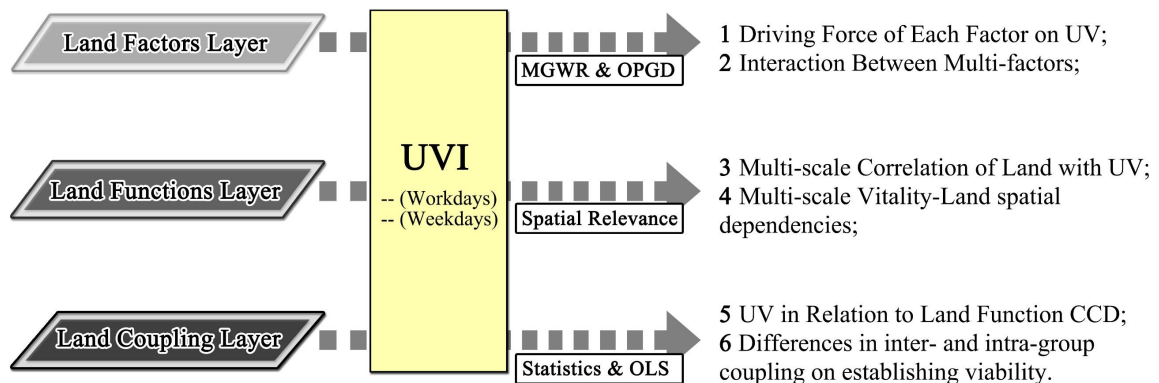 Land Factors Layer
MGWR & OPGD
1 Driving Force of Each Factor on UV;
2 Interaction Between Multi-factors;
Land Functions Layer
UVI
-- (Workdays)
-- (Weekdays)
Spatial Relevance
3 Multi-scale Correlation of Land with UV;
4 Multi-scale Vitality-Land spatial
dependencies;
Land Coupling Layer
Statistics & OLS
5 UV in Relation to Land Function CCD;
6 Differences in inter- and intra-group
coupling on establishing viability.